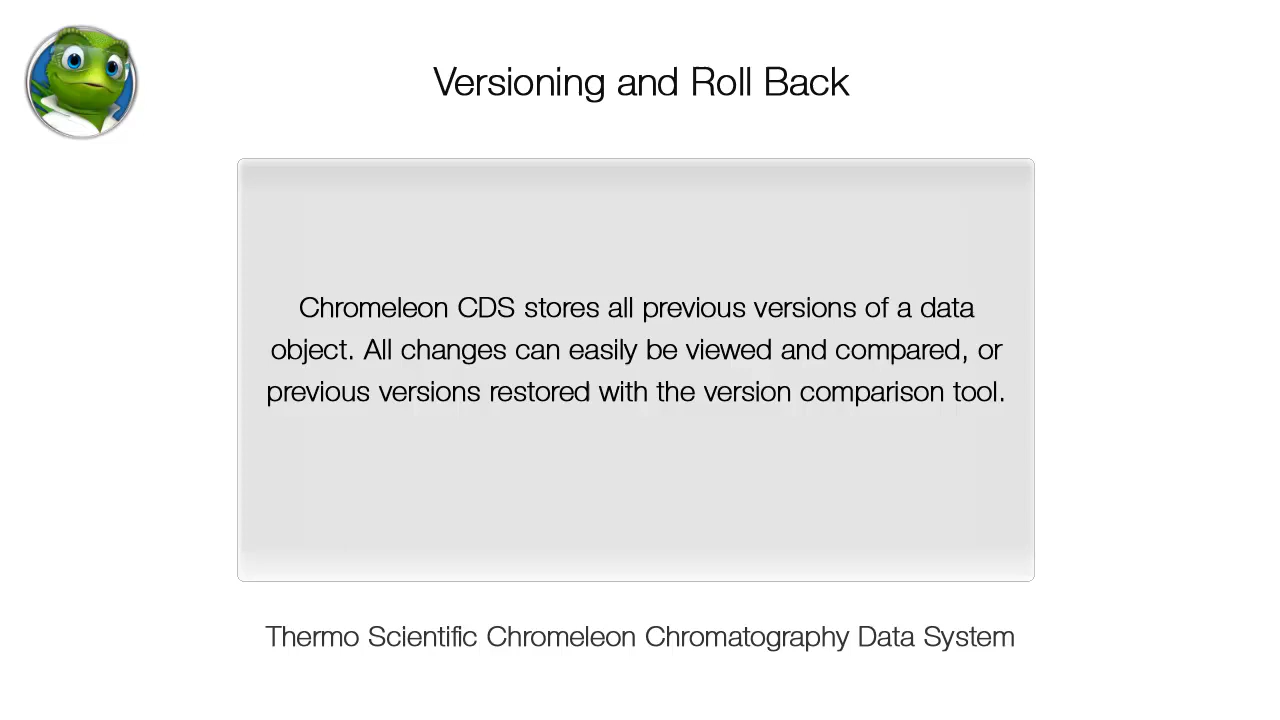 Versioning and Roll Back
Chromeleon CDS stores all previous versions of a data
object. All changes can easily be viewed and compared, or
previous versions restored with the version comparison tool.
Thermo Scientific Chromeleon Chromatography Data System